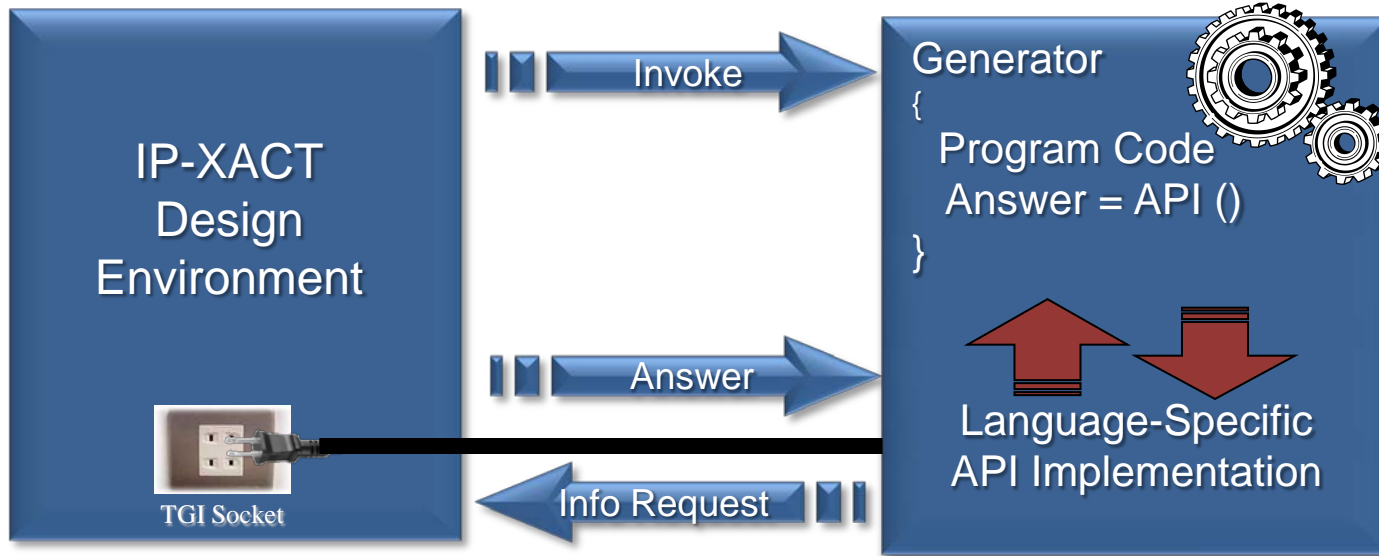 IP-XACT
Design
Environment
TGI Socket
Invoke
Answer
Info Request
Generator
{
Program Code
Answer = API ()
}
Language-Specific
API Implementation